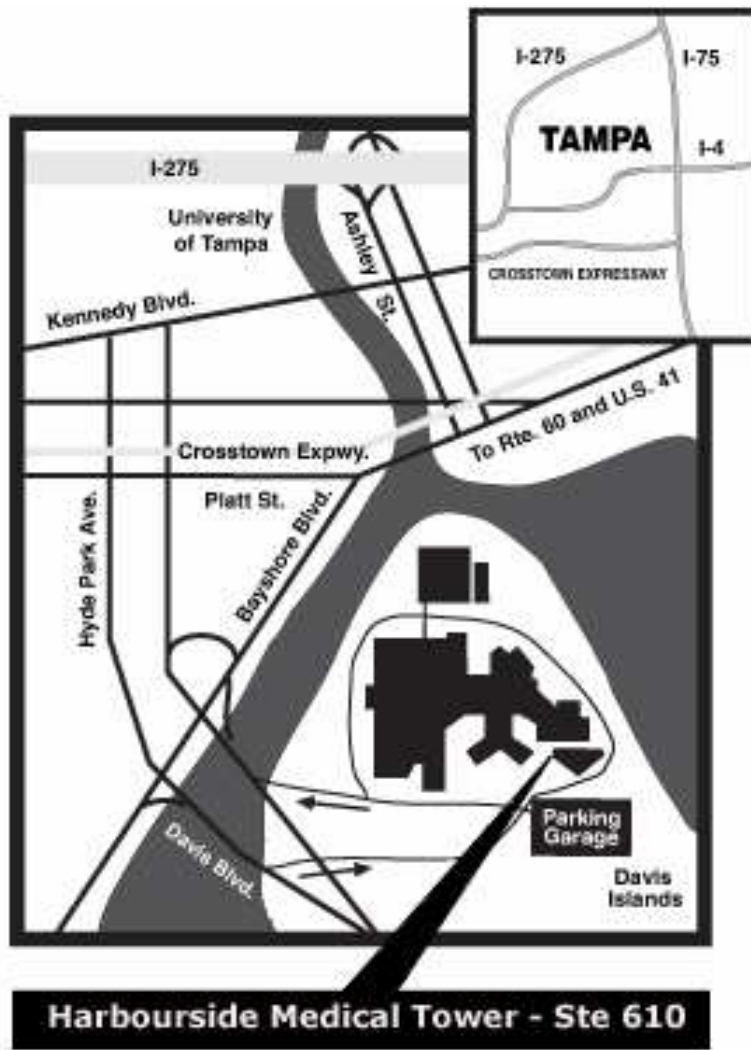 I-275
I-75
TAMPA
I-4
CROSSTOWN EXPRESSWAY
I-275
University
of Tampa
Ashley
St.
Kennedy Blvd.
To Rte. 60 and U.S. 41
Crosstown Expwy.
Platt St.
Hyde Park Ave.
Bayshore Blvd.
Davis Blvd.
Parking
Garage
Davis
Islands
Harbourside Medical Tower - Ste 610